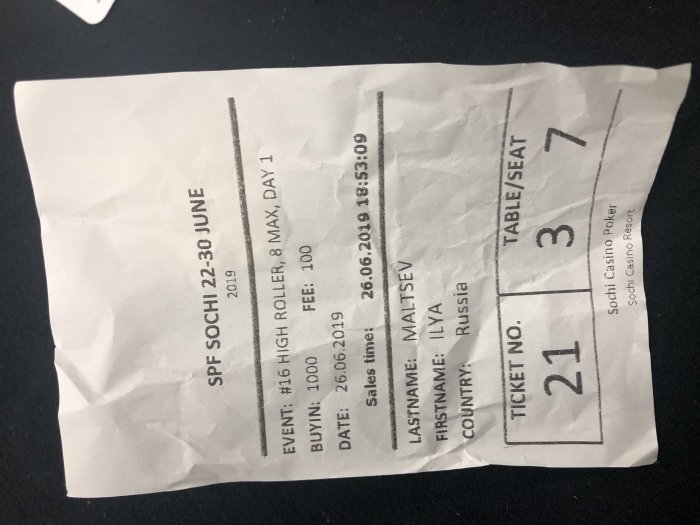 SPF SOCHI 22-30 JUNE
2019
EVENT: #16 HIGH ROLLER, 8 MAX, DAY 1
BUYIN: 1000 FEE: 100
DATE: 26.06.2019
Sales time: 26.06.2019 18:53:09
LASTNAME: MALTSEV
FIRSTNAME: ILYA
COUNTRY: Russia
TICKET NO. TABLE/SEAT
21 3 7
Sochi Casino Poker
Sochi Casino Resort